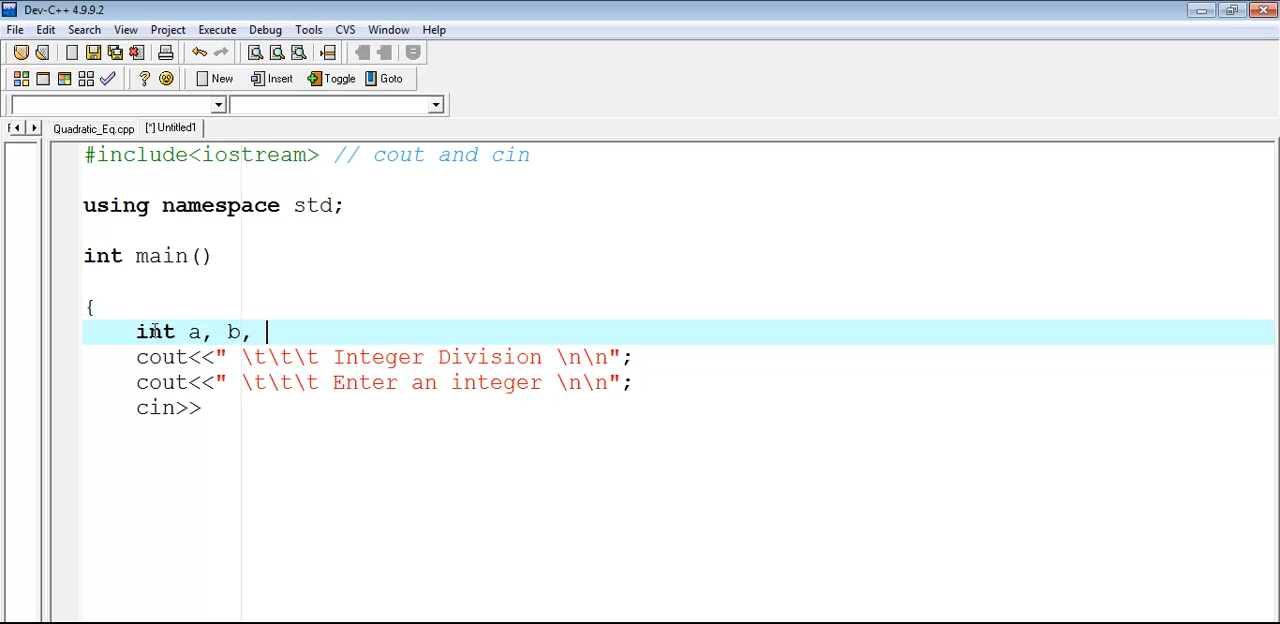 Dev-C++ 4.9.9.2
File Edit Search View Project Execute Debug Tools CVS Window Help
New Insert Toggle Goto
Quadratic_Eq.cpp [*] Untitled1
#include<iostream> // cout and cin
using namespace std;
int main()
{
int a, b,
cout<<" \t\t\t Integer Division \n\n";
cout<<" \t\t\t Enter an integer \n\n";
cin>>